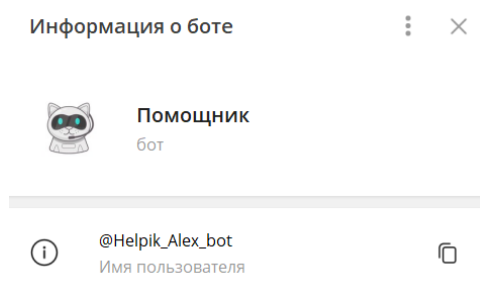 Информация о боте
Помощник
бот
@Helpik_Alex_bot
Имя пользователя